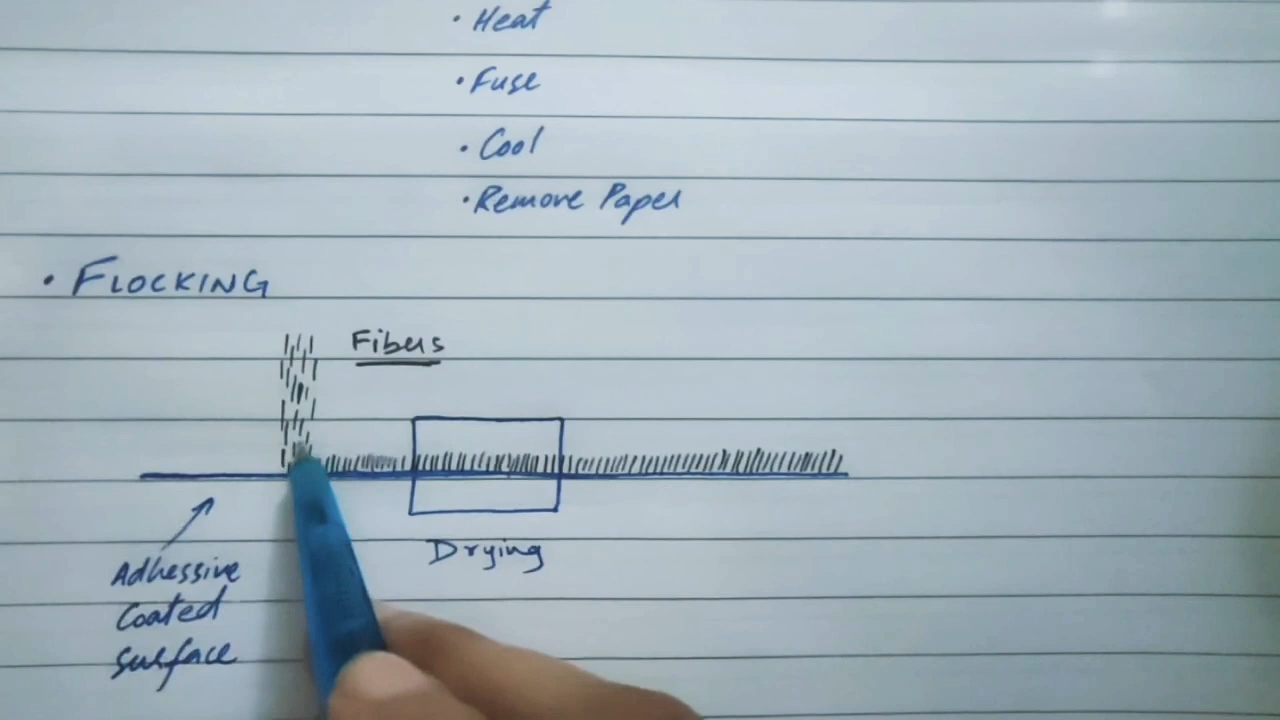 • Heat
• Fuse
• Cool
• Remove Paper
• FLOCKING
Fibers
Drying
Adhessive
Coated
Surface